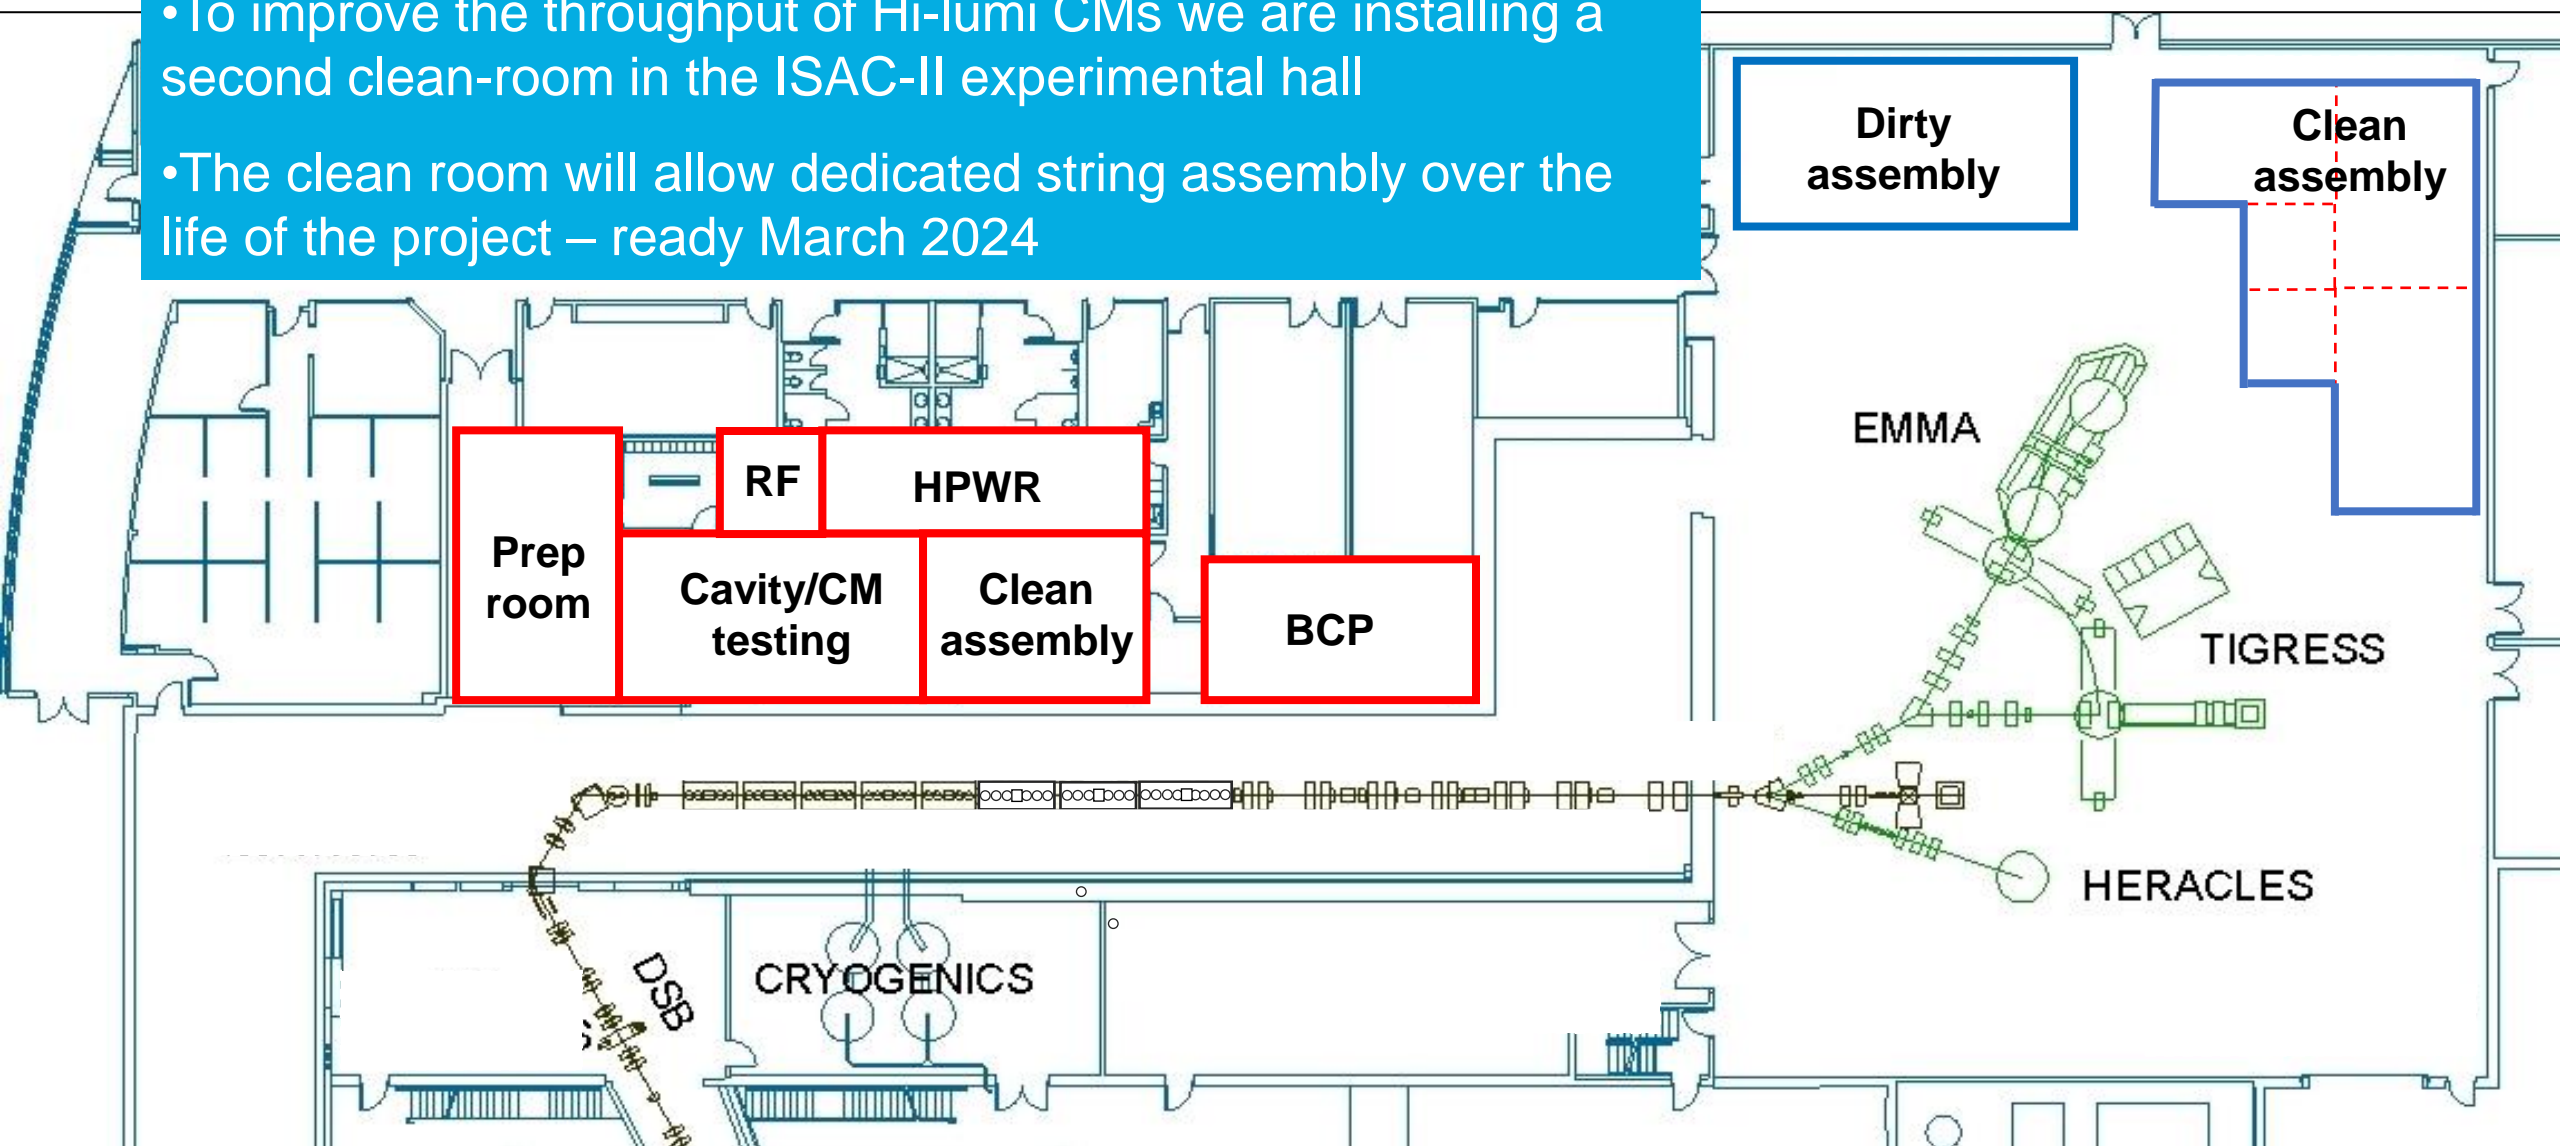 •To improve the throughput of Hi-lumi CMs we are installing a
second clean-room in the ISAC-II experimental hall
•The clean room will allow dedicated string assembly over the
life of the project – ready March 2024
Dirty
assembly
Clean
assembly
EMMA
RF
HPWR
Prep
room
Cavity/CM
testing
Clean
assembly
BCP
TIGRESS
HERACLES
DSB
CRYOGENICS